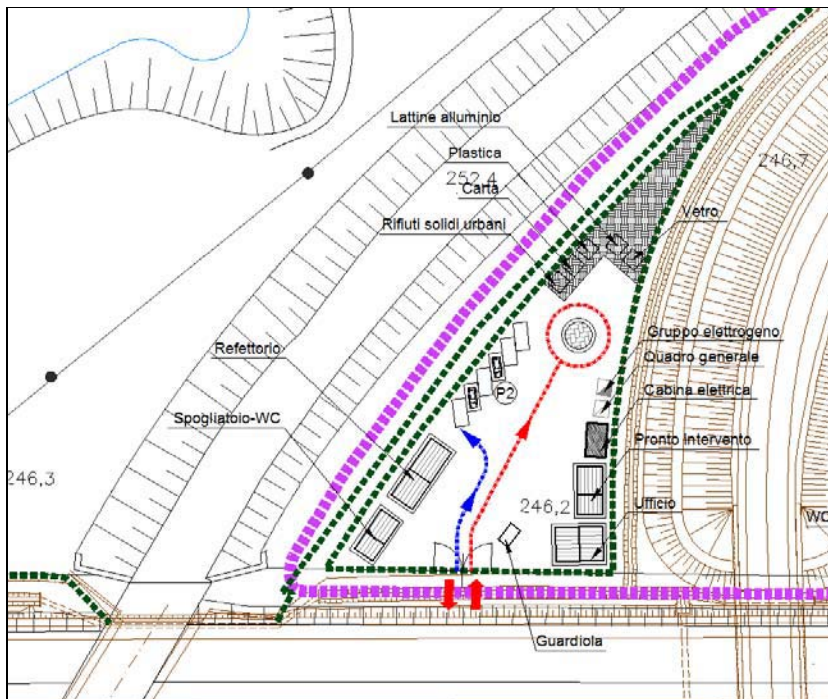 Lattine alluminio
Plastica
246,7
252,4
Carta
Vetro
Rifiuti solidi urbani
Gruppo elettrogeno
Refettorio
Quadro generale
P2
Cabina elettrica
Spogliatoio-WC
Pronto intervento
246,3
246,2
Ufficio
WC
Guardiola